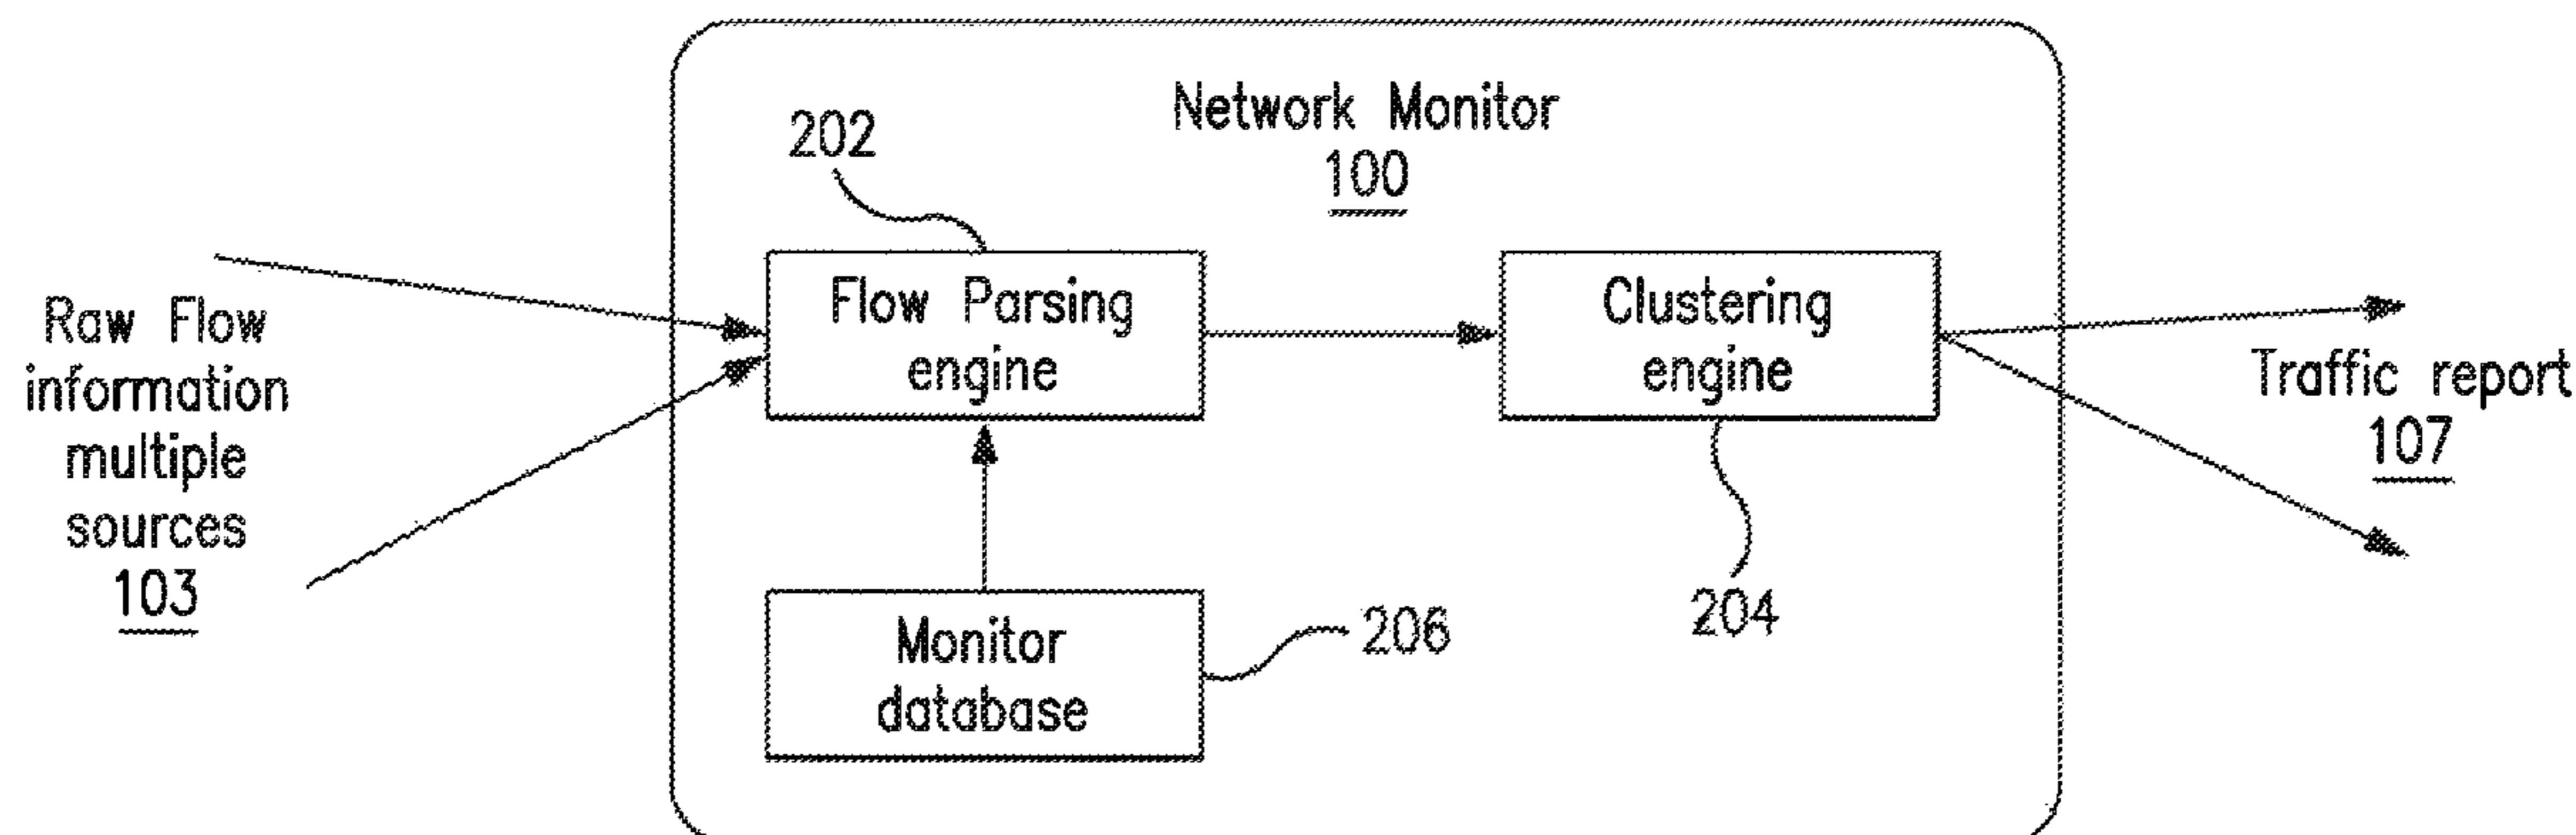 Network Monitor
100
202
Flow Parsing
engine
Clustering
engine
Raw Flow
information
multiple
sources
103
Traffic report
107
Monitor
database
206
204